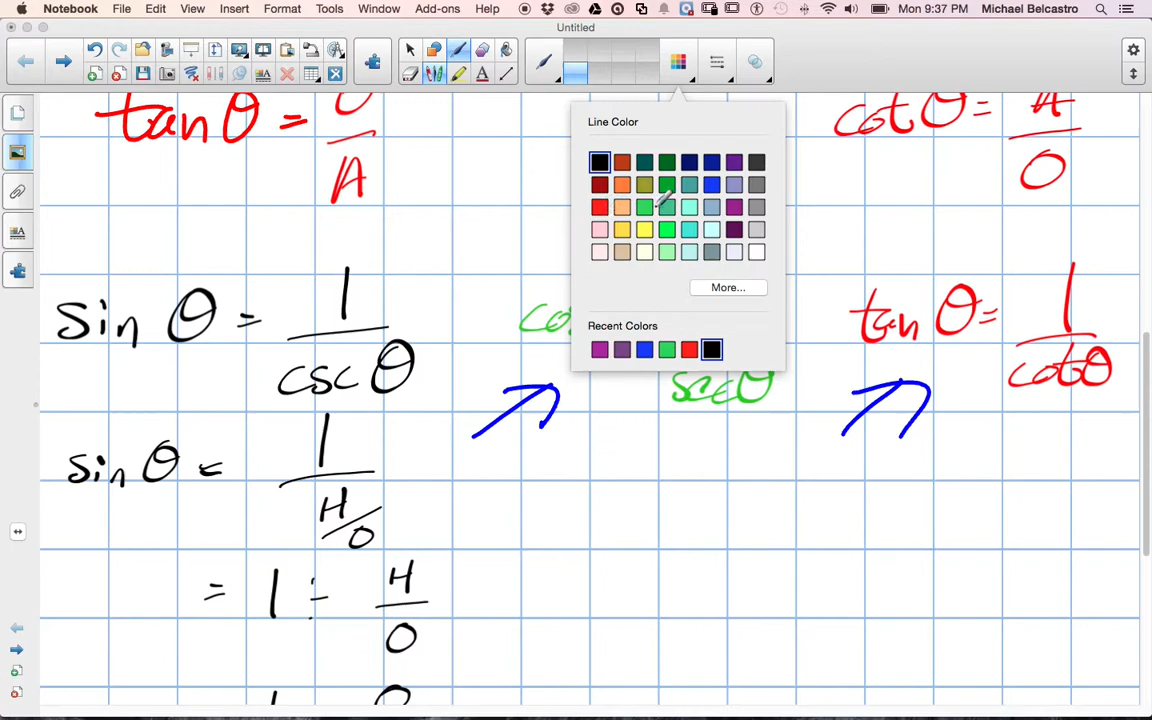 Notebook File Edit View Insert Format Tools Window Add-ons Help Mon 9:37 PM Michael Belcastro
Untitled
tan θ = O/A
cot θ = A/O
Line Color
More...
Recent Colors
sin θ = 1/csc θ
cos
sec θ
tan θ = 1/cot θ
sin θ = 1/(H/O)
= 1 ÷ H/O